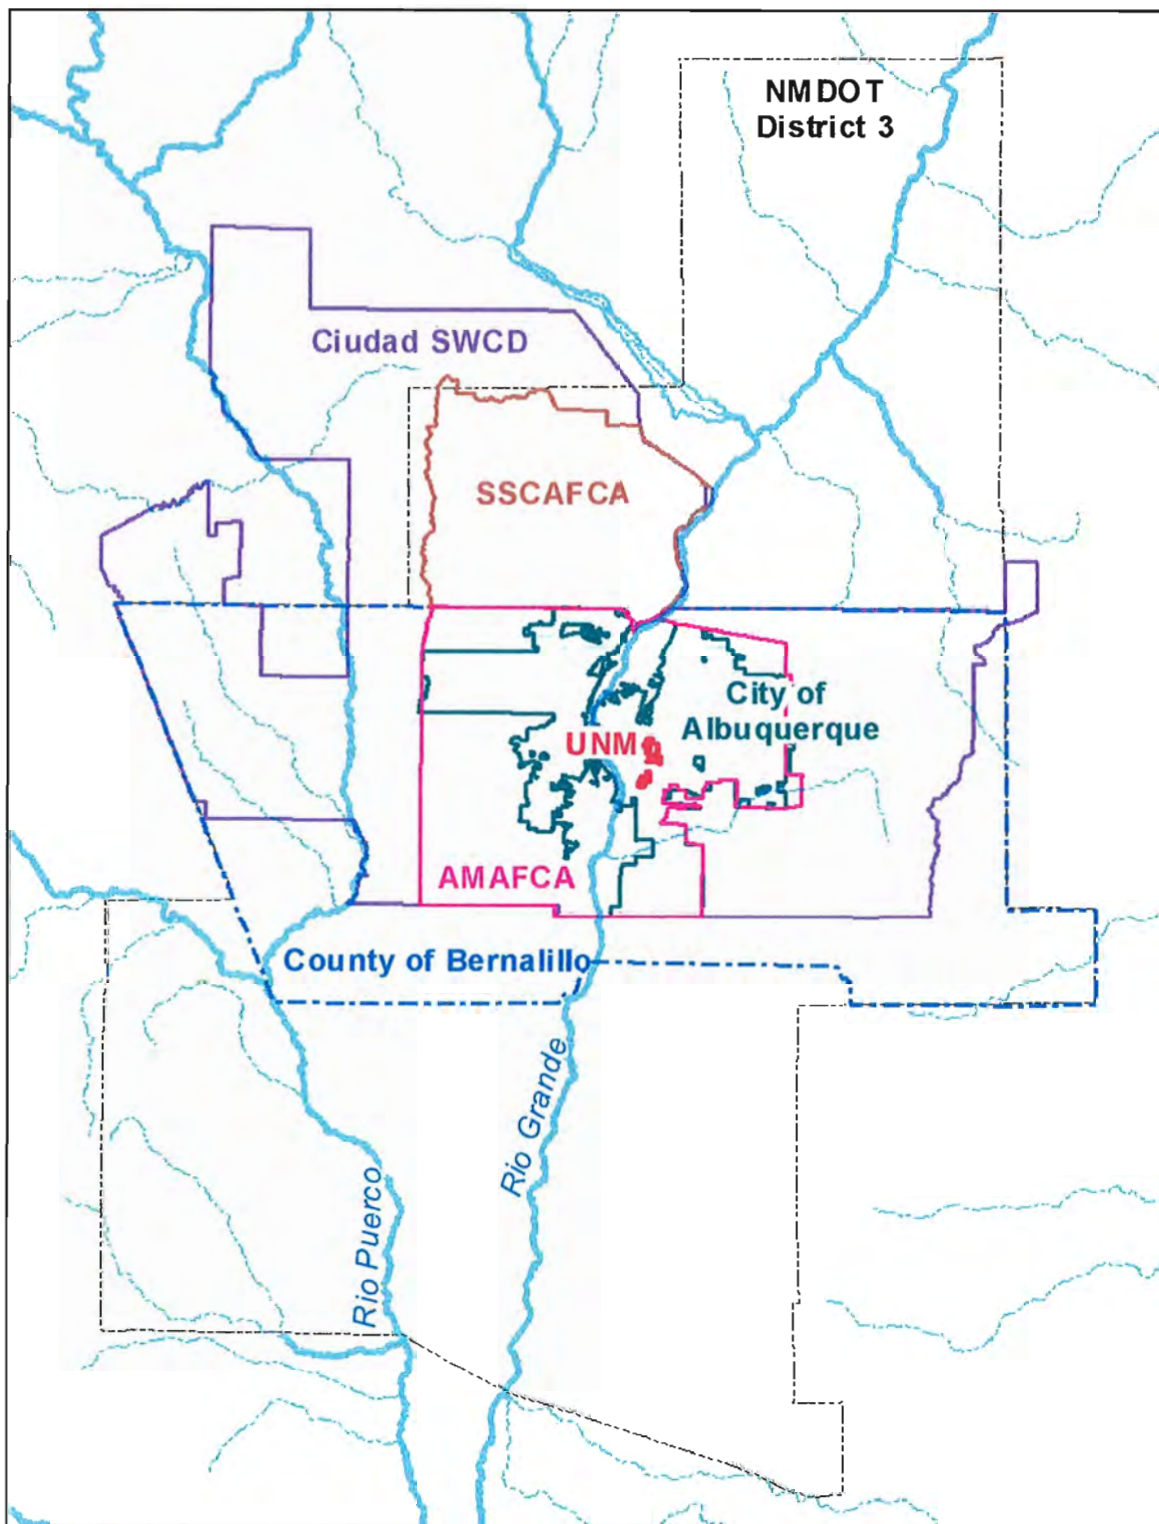 NMDOT
District 3
Ciudad SWCD
SSCAFCA
City of
Albuquerque
UNM
AMAFCA
County of Bernalillo
Rio Grande
Rio Puerco